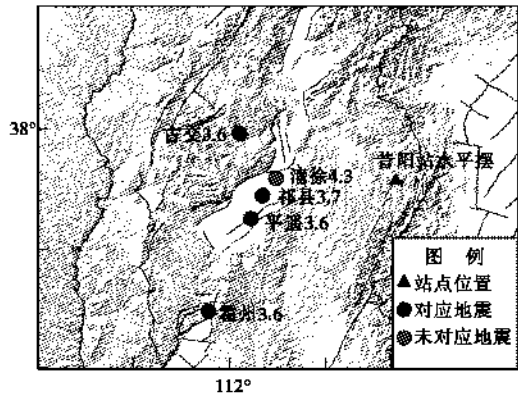 38°
古交3.6
清徐4.3
昔阳站水平摆
祁县3.7
平遥3.6
霍州3.6
图 例
站点位置
对应地震
未对应地震
112°